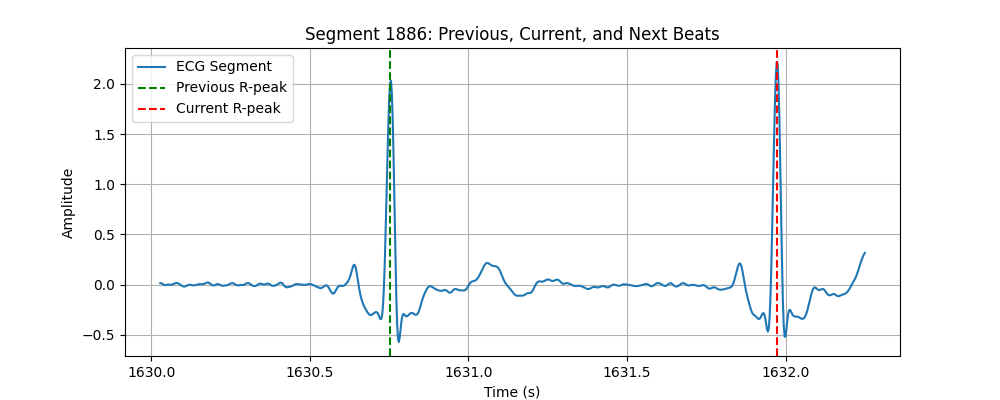 Segment 1886: Previous, Current, and Next Beats
ECG Segment
Previous R-peak
Current R-peak
2.0
1.5
1.0
0.5
0.0
−0.5
Amplitude
1630.0
1630.5
1631.0
1631.5
1632.0
Time (s)